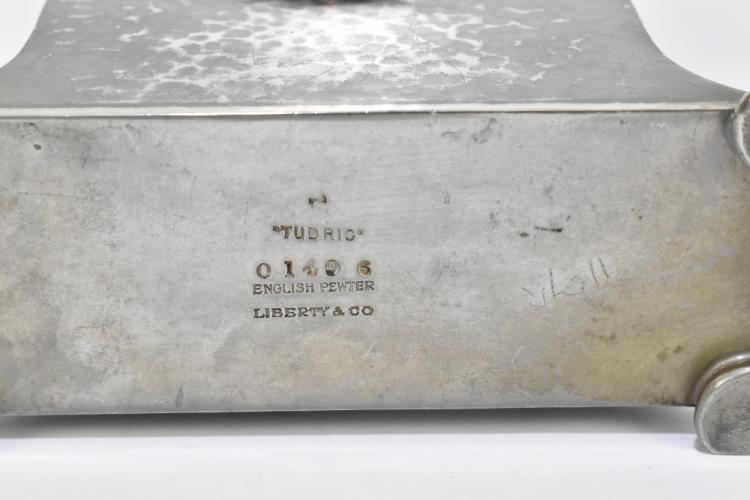 "TUDRIC"
01406
ENGLISH PEWTER
LIBERTY & CO